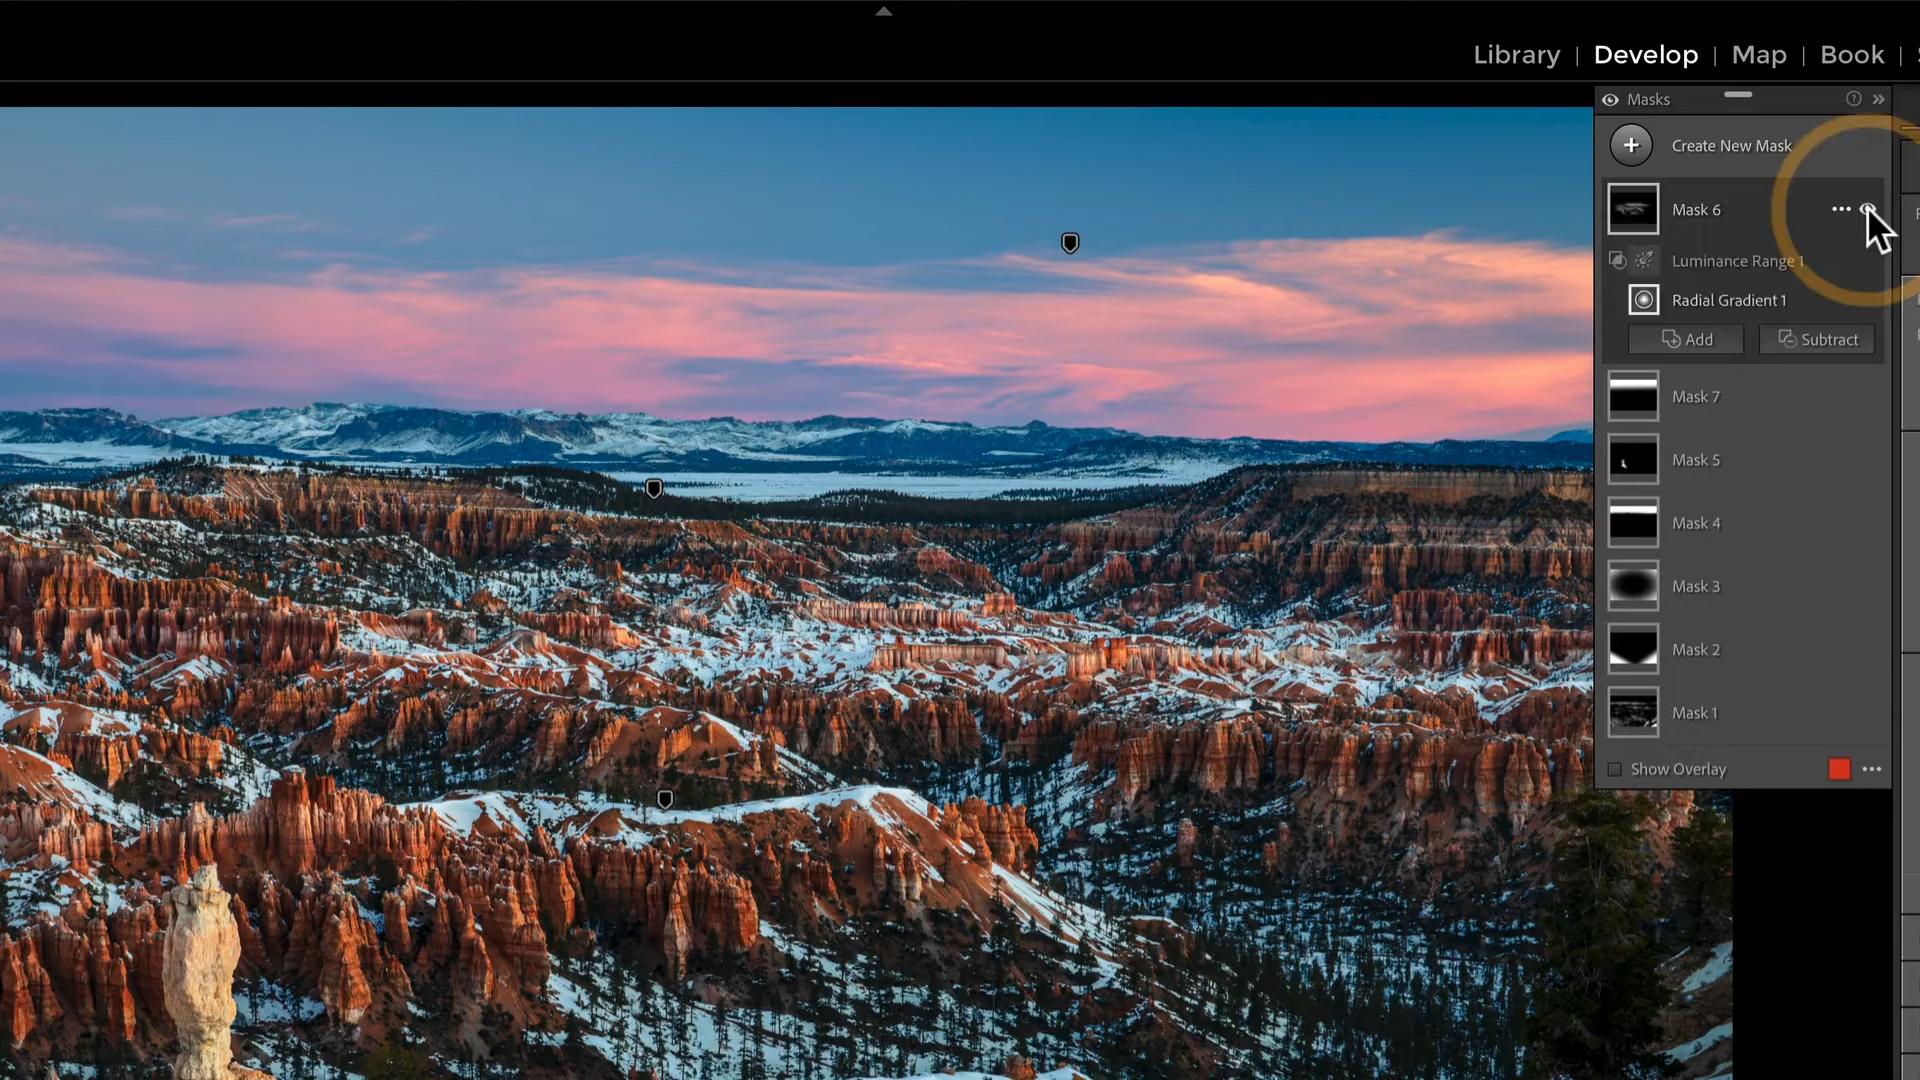 Library | Develop | Map | Book |
Masks
Create New Mask
Mask 6
Luminance Range 1
Radial Gradient 1
Add Subtract
Mask 7
Mask 5
Mask 4
Mask 3
Mask 2
Mask 1
Show Overlay